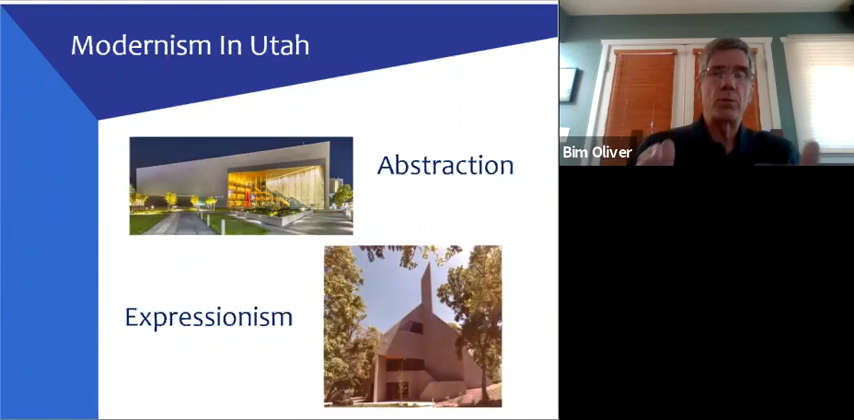 Modernism In Utah
Abstraction
Expressionism
Bim Oliver